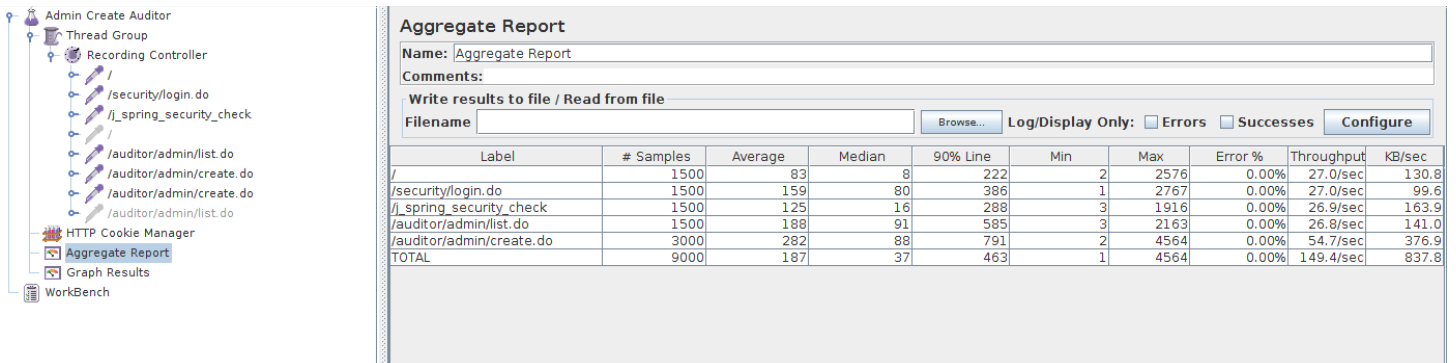 Admin Create Auditor
Thread Group
Recording Controller
/
/security/login.do
/j_spring_security_check
/
/auditor/admin/list.do
/auditor/admin/create.do
/auditor/admin/create.do
/auditor/admin/list.do
HTTP Cookie Manager
Aggregate Report
Graph Results
WorkBench
Aggregate Report
Name: Aggregate Report
Comments:
Write results to file / Read from file
Filename Browse... Log/Display Only: Errors Successes Configure
Label # Samples Average Median 90% Line Min Max Error % Throughput KB/sec
/ 1500 83 8 222 2 2576 0.00% 27.0/sec 130.8
/security/login.do 1500 159 80 386 1 2767 0.00% 27.0/sec 99.6
/j_spring_security_check 1500 125 16 288 3 1916 0.00% 26.9/sec 163.9
/auditor/admin/list.do 1500 188 91 585 3 2163 0.00% 26.8/sec 141.0
/auditor/admin/create.do 3000 282 88 791 2 4564 0.00% 54.7/sec 376.9
TOTAL 9000 187 37 463 1 4564 0.00% 149.4/sec 837.8